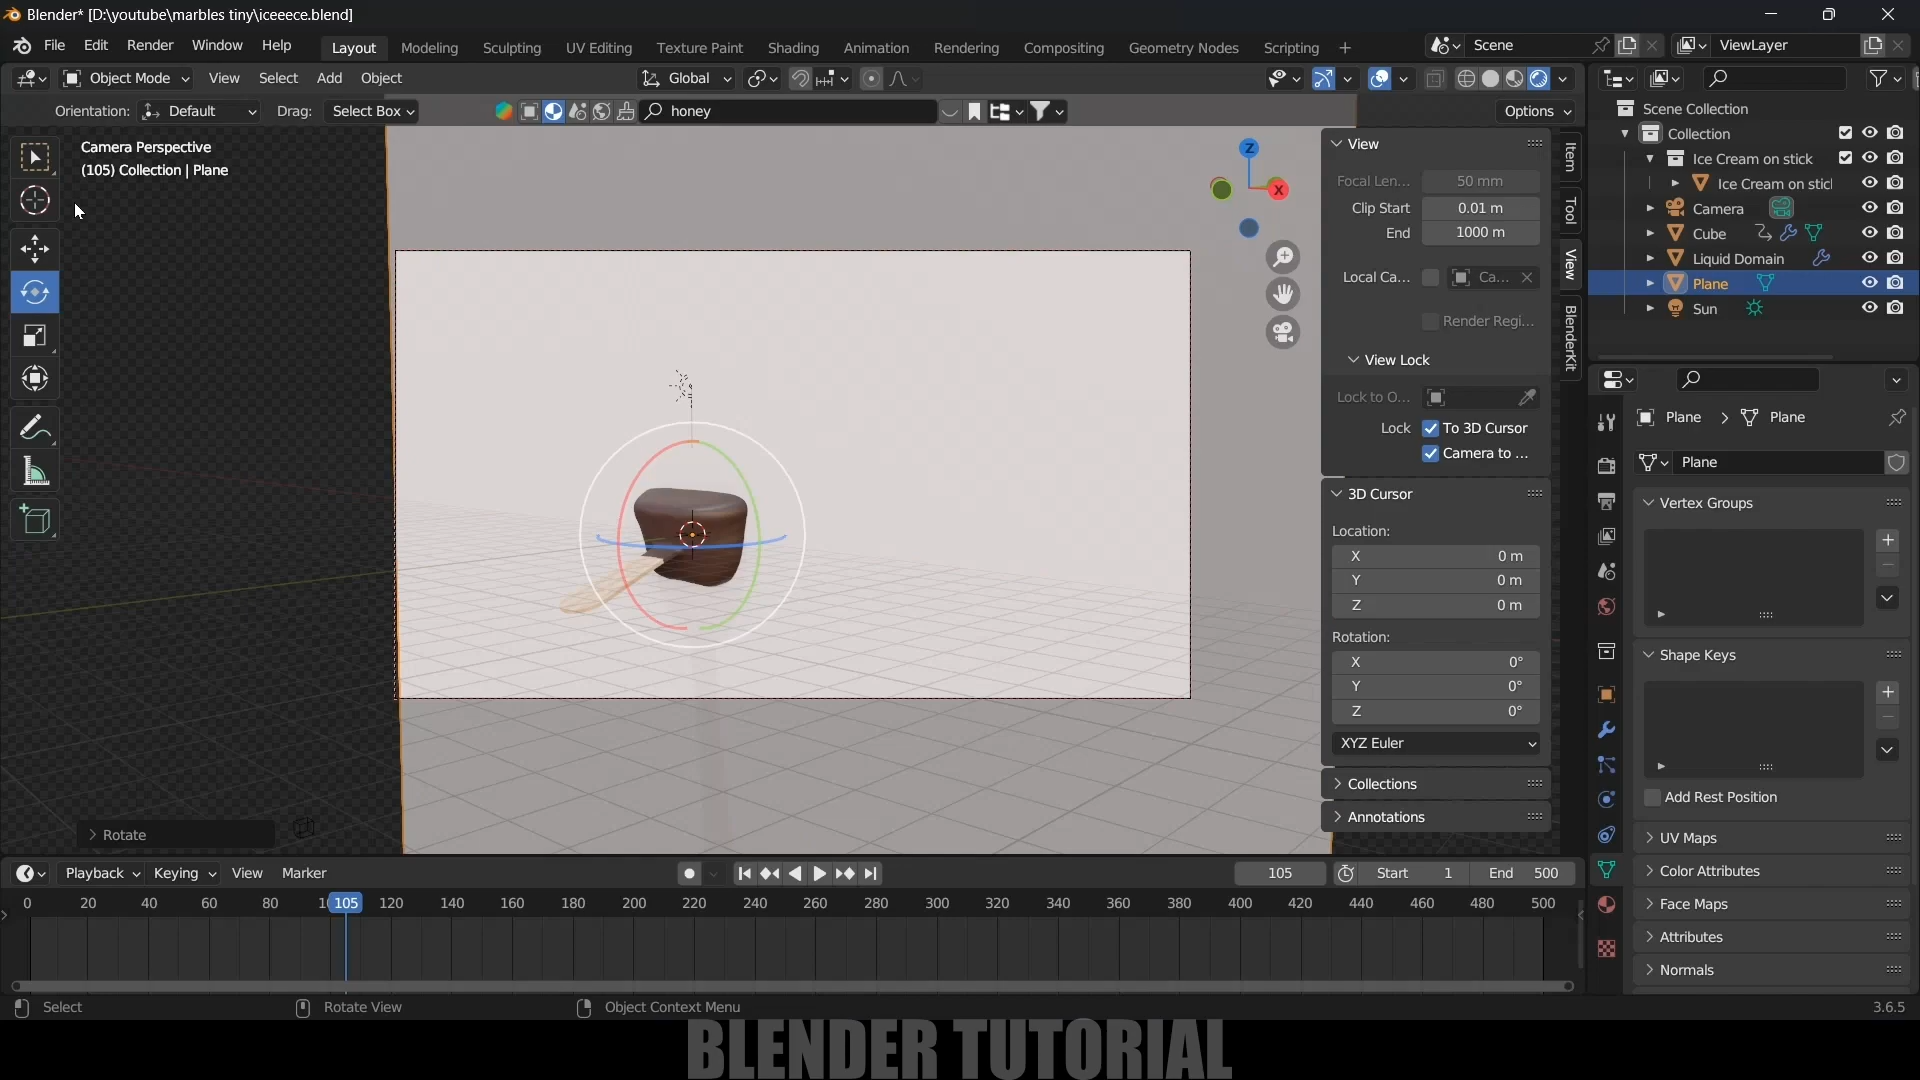 Blender* [D:\youtube\marbles tiny\iceeece.blend]
File Edit Render Window Help Layout Modeling Sculpting UV Editing Texture Paint Shading Animation Rendering Compositing Geometry Nodes Scripting + Scene ViewLayer
Object Mode View Select Add Object Global
Orientation: Default Drag: Select Box honey Options
Scene Collection
Collection
Ice Cream on stick
Ice Cream on sticl
Camera
Cube
Liquid Domain
Plane
Sun
Camera Perspective
(105) Collection | Plane
Z
X
View
Focal Len... 50 mm
Clip Start 0.01 m
End 1000 m
Local Ca... Ca...
Render Regi...
View Lock
Lock to O...
Lock To 3D Cursor
Camera to ...
3D Cursor
Location:
X 0 m
Y 0 m
Z 0 m
Rotation:
X 0°
Y 0°
Z 0°
XYZ Euler
Collections
Annotations
Item
Tool
View
BlenderKit
Plane > Plane
Plane
Vertex Groups
Shape Keys
Add Rest Position
UV Maps
Color Attributes
Face Maps
Attributes
Normals
Rotate
Playback Keying View Marker 105 Start 1 End 500
0 20 40 60 80 1 105 120 140 160 180 200 220 240 260 280 300 320 340 360 380 400 420 440 460 480 500
Select Rotate View Object Context Menu 3.6.5
BLENDER TUTORIAL